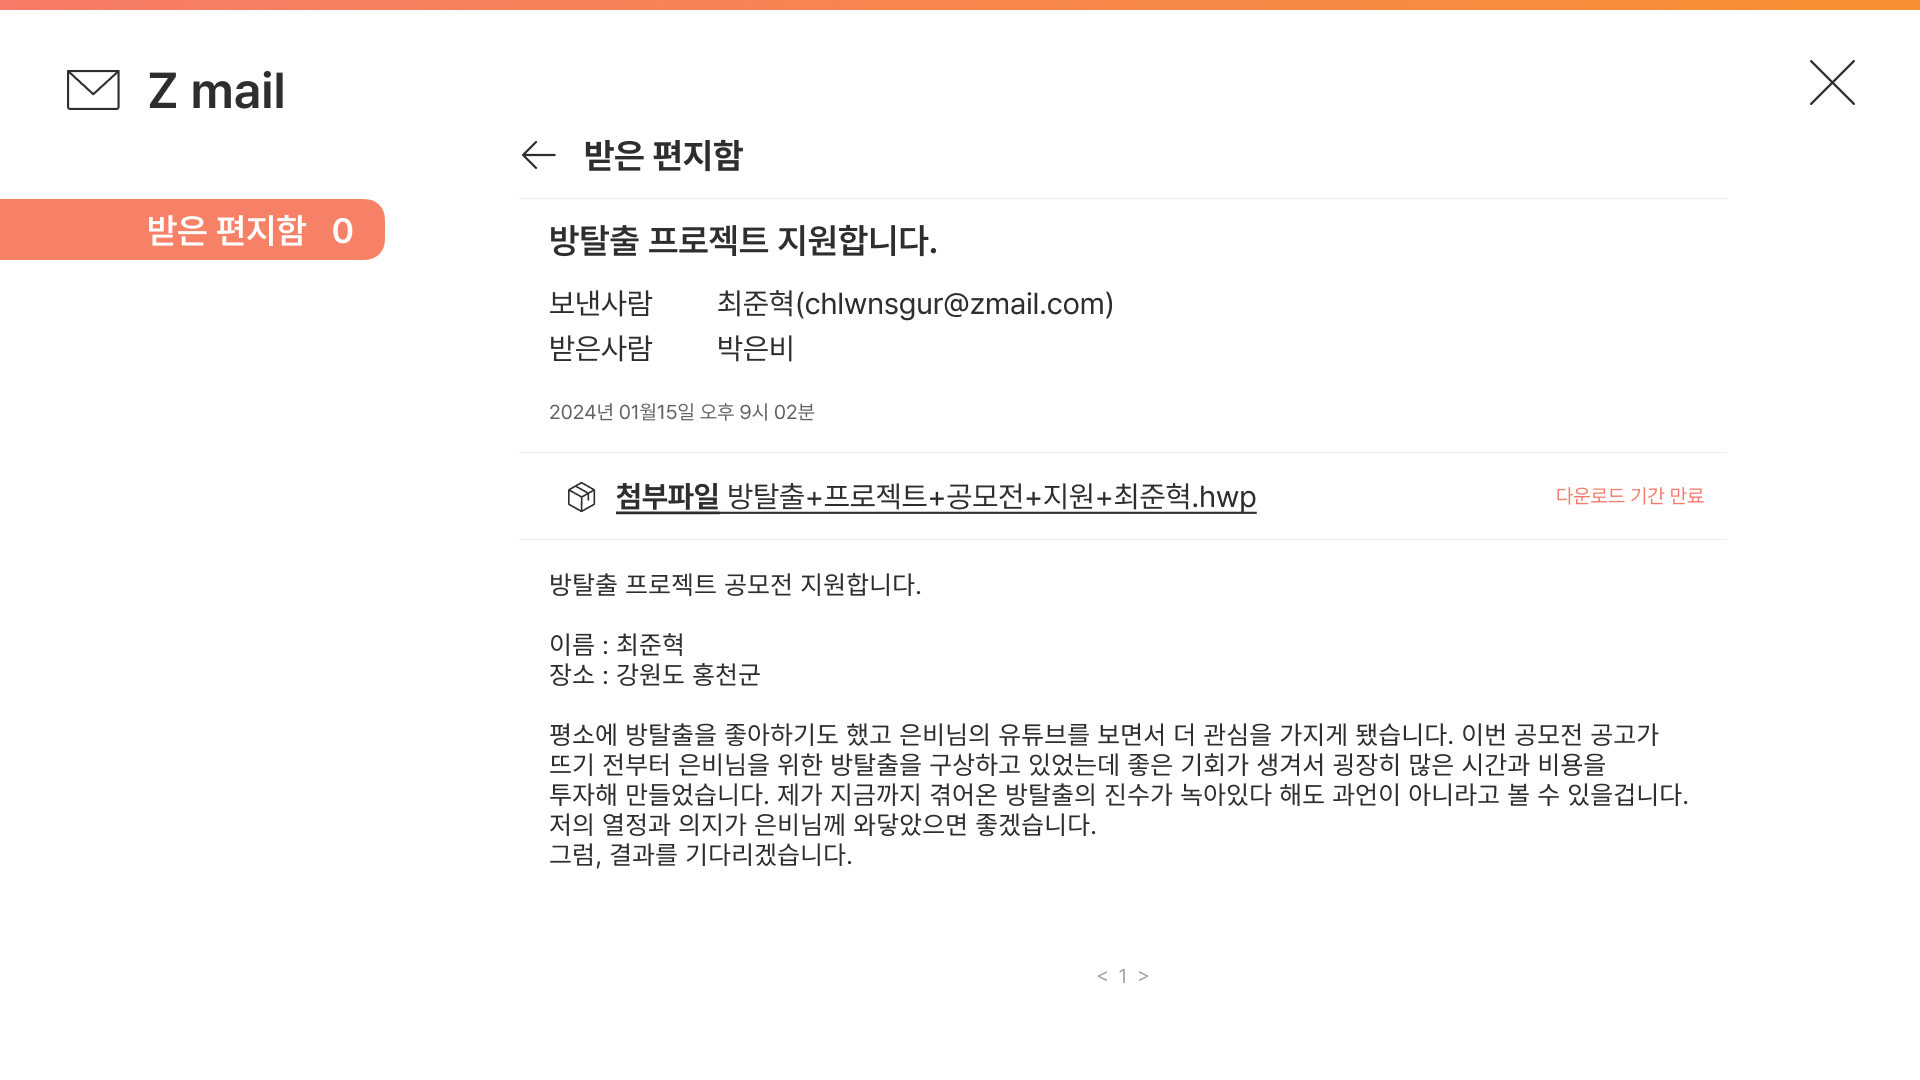 Z mail
받은 편지함
받은 편지함 0
방탈출 프로젝트 지원합니다.
보낸사람 최준혁(chlwnsgur@zmail.com)
받은사람 박은비
2024년 01월15일 오후 9시 02분
첨부파일 방탈출+프로젝트+공모전+지원+최준혁.hwp 다운로드 기간 만료
방탈출 프로젝트 공모전 지원합니다.
이름 : 최준혁
장소 : 강원도 홍천군
평소에 방탈출을 좋아하기도 했고 은비님의 유튜브를 보면서 더 관심을 가지게 됐습니다. 이번 공모전 공고가
뜨기 전부터 은비님을 위한 방탈출을 구상하고 있었는데 좋은 기회가 생겨서 굉장히 많은 시간과 비용을
투자해 만들었습니다. 제가 지금까지 겪어온 방탈출의 진수가 녹아있다 해도 과언이 아니라고 볼 수 있을겁니다.
저의 열정과 의지가 은비님께 와닿았으면 좋겠습니다.
그럼, 결과를 기다리겠습니다.
< 1 >